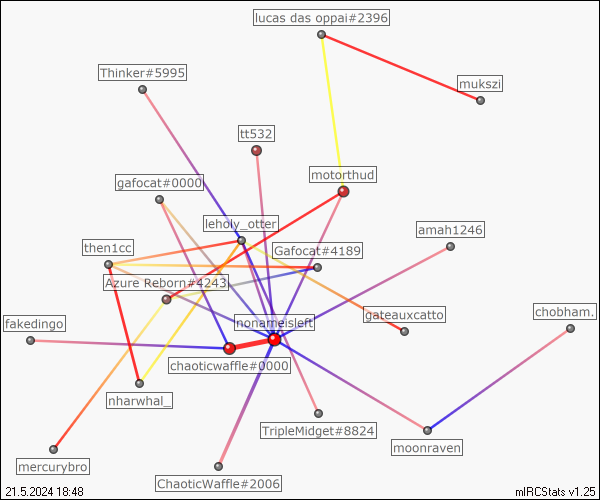 lucas das oppai#2396
Thinker#5995
mukszi
tt532
motorthud
gafocat#0000
leholy_otter
amah1246
then1cc
Gafocat#4189
Azure Reborn#4243
fakedingo
nonameisleft
gateauxcatto
chobham.
chaoticwaffle#0000
nharwhal_
TripleMidget#8824
moonraven
mercurybro
ChaoticWaffle#2006
21.5.2024 18:48
mIRCStats v1.25